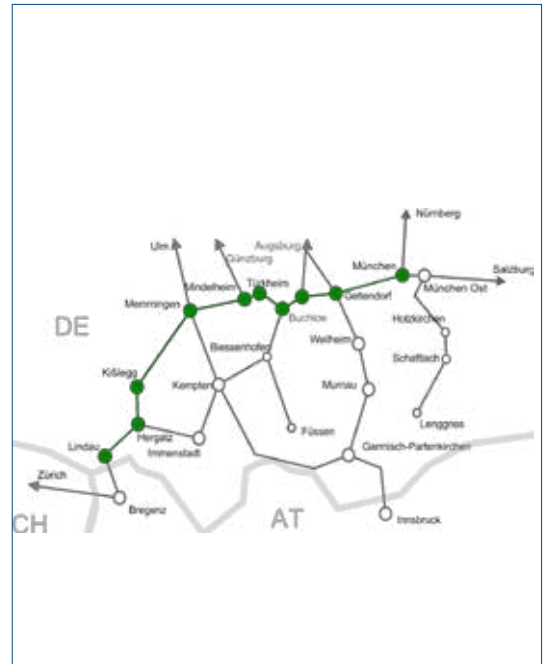 Nürnberg
Ulm
Augsburg
Günzburg
München
Salzburg
Mindelheim
Türkheim
München Ost
Memmingen
Geltendorf
Buchloe
Holzkirchen
DE
Weilheim
Biessenhofen
Schaftlach
Kißlegg
Kempten
Murnau
Lenggries
Hergatz
Füssen
Lindau
Immenstadt
Garmisch-Partenkirchen
Zürich
Bregenz
AT
Innsbruck
CH